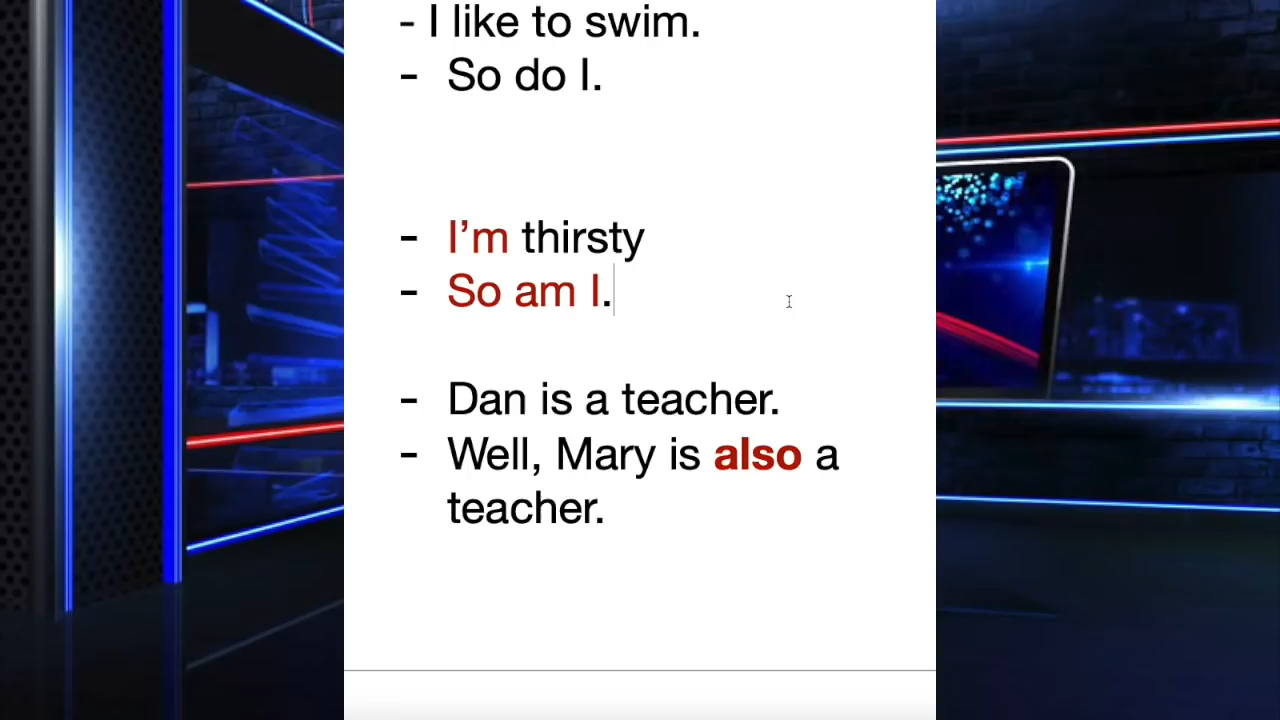 - I like to swim.
- So do I.
- I’m thirsty
- So am I.
- Dan is a teacher.
- Well, Mary is also a
teacher.